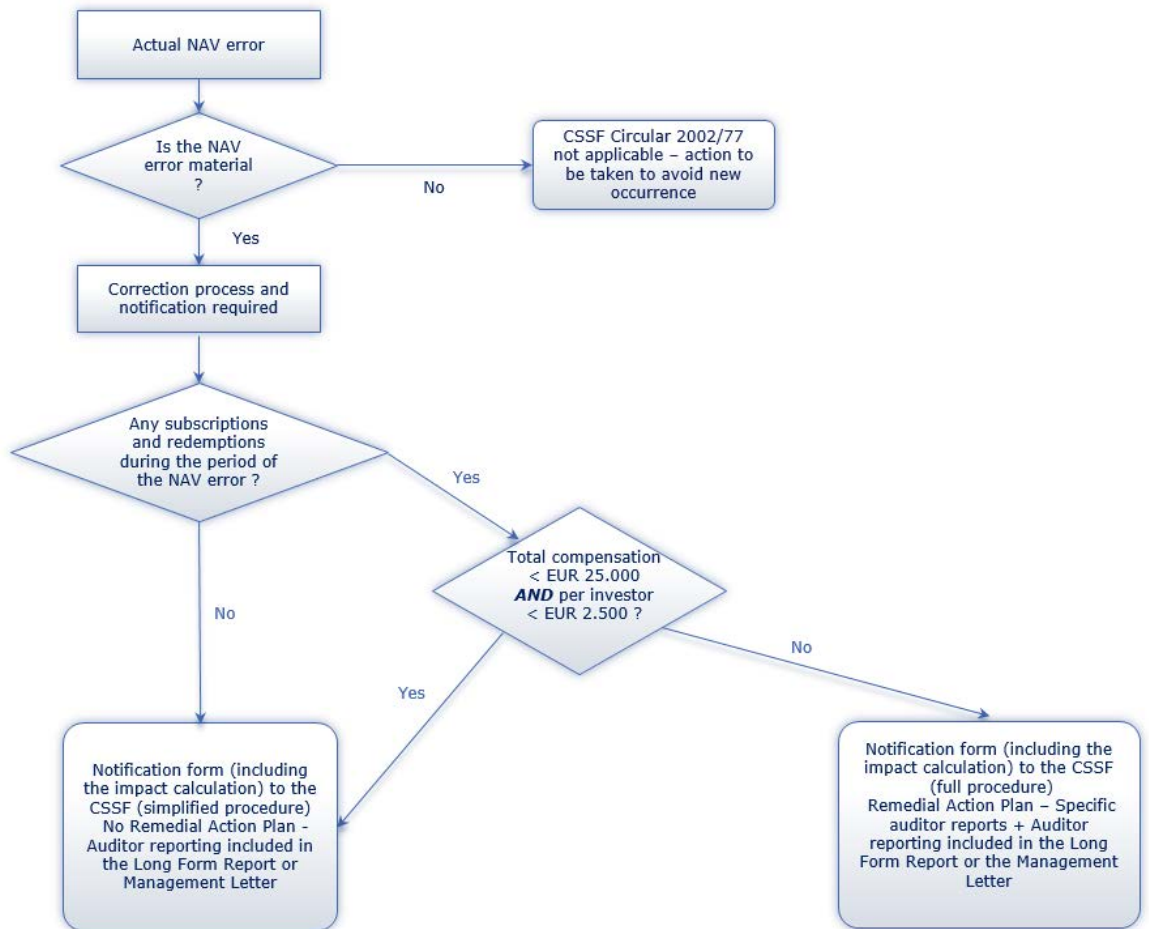 Actual NAV error
Is the NAV
error material
?
CSSF Circular 2002/77
not applicable – action to
be taken to avoid new
occurrence
No
Yes
Correction process and
notification required
Any subscriptions
and redemptions
during the period of
the NAV error ?
Yes
Total compensation
< EUR 25.000
AND per investor
< EUR 2.500 ?
No
No
Yes
Notification form (including
the impact calculation) to the
CSSF (simplified procedure)
No Remedial Action Plan -
Auditor reporting included in
the Long Form Report or
Management Letter
Notification form (including the
impact calculation) to the CSSF
(full procedure)
Remedial Action Plan – Specific
auditor reports + Auditor
reporting included in the Long
Form Report or the Management
Letter